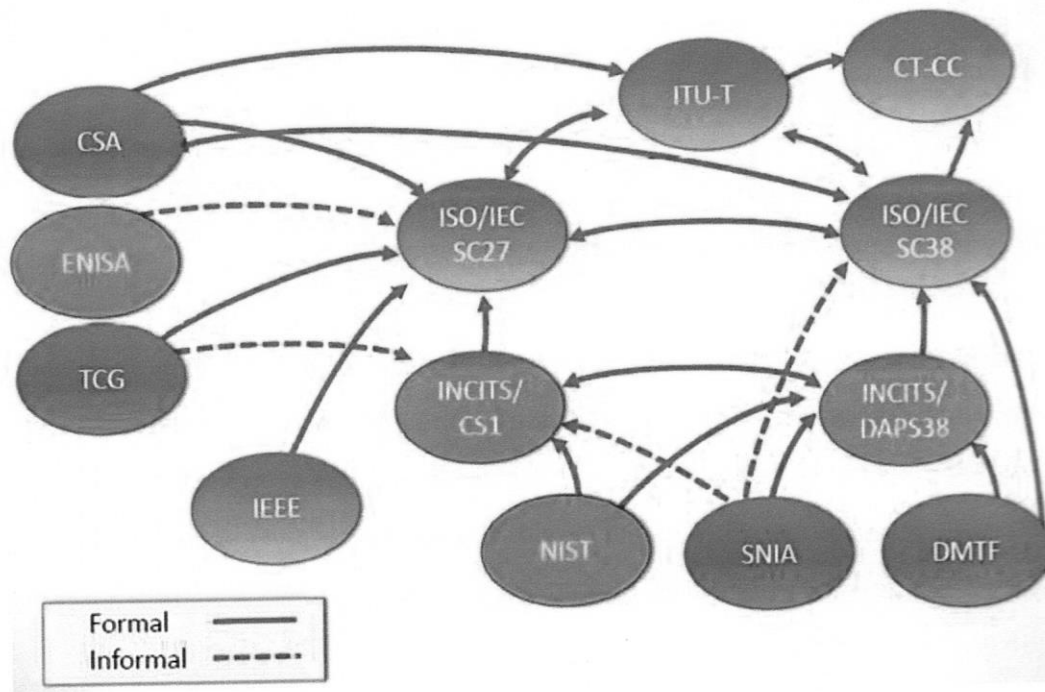 CSA
ITU-T
CT-CC
ENISA
ISO/IEC
SC27
ISO/IEC
SC38
TCG
INCITS/
CS1
INCITS/
DAPS38
IEEE
NIST
SNIA
DMTF
Formal
Informal